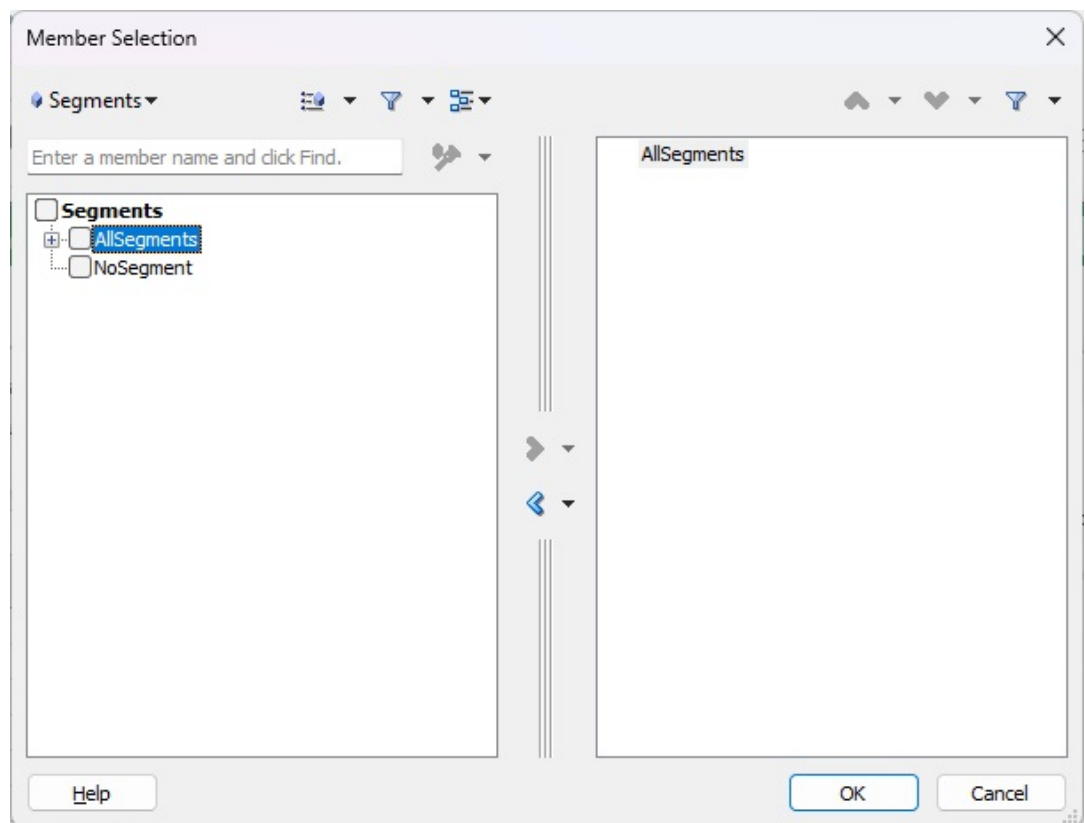 Member Selection
Segments
Enter a member name and click Find.
Segments
AllSegments
NoSegment
AllSegments
Help
OK
Cancel